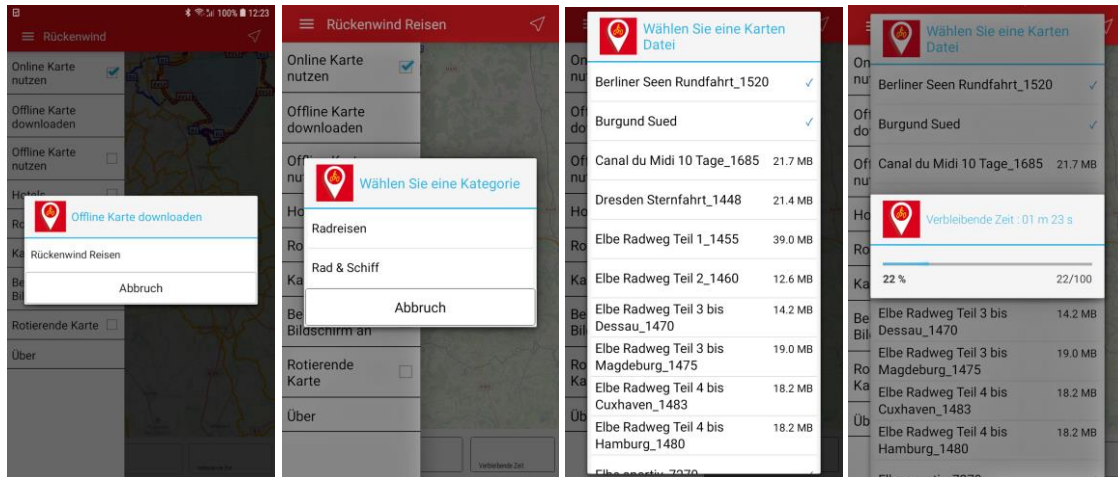 100% 12:23
Rückenwind
Online Karte
nutzen
Offline Karte
downloaden
Offline Karte
nutzen
Hotels
Offline Karte downloaden
Rückenwind Reisen
Abbruch
Rotierende Karte
Über
Rückenwind Reisen
Online Karte
nutzen
Offline Karte
downloaden
Wählen Sie eine Kategorie
Radreisen
Rad & Schiff
Abbruch
Bildschirm an
Rotierende
Karte
Über
Verbleibende Zeit
Wählen Sie eine Karten
Datei
Berliner Seen Rundfahrt_1520
Burgund Sued
Canal du Midi 10 Tage_1685 21.7 MB
Dresden Sternfahrt_1448 21.4 MB
Elbe Radweg Teil 1_1455 39.0 MB
Elbe Radweg Teil 2_1460 12.6 MB
Elbe Radweg Teil 3 bis 14.2 MB
Dessau_1470
Elbe Radweg Teil 3 bis 19.0 MB
Magdeburg_1475
Elbe Radweg Teil 4 bis 18.2 MB
Cuxhaven_1483
Elbe Radweg Teil 4 bis 18.2 MB
Hamburg_1480
Wählen Sie eine Karten
Datei
Berliner Seen Rundfahrt_1520
Burgund Sued
Canal du Midi 10 Tage_1685 21.7 MB
Verbleibende Zeit : 01 m 23 s
22 % 22/100
Elbe Radweg Teil 3 bis 14.2 MB
Dessau_1470
Elbe Radweg Teil 3 bis 19.0 MB
Magdeburg_1475
Elbe Radweg Teil 4 bis 18.2 MB
Cuxhaven_1483
Elbe Radweg Teil 4 bis 18.2 MB
Hamburg_1480